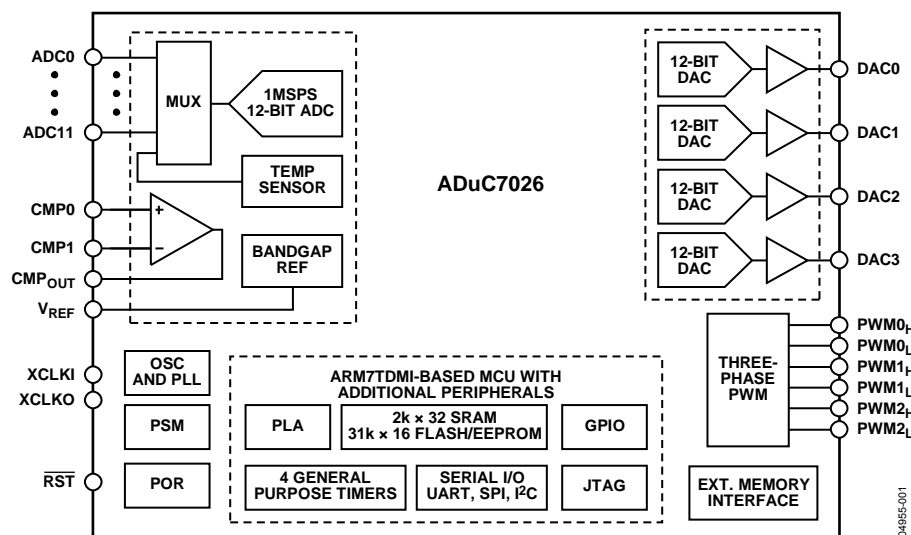 ADC0
ADC11
CMP0
CMP1
CMPOUT
VREF
XCLKI
XCLKO
RST
MUX
1MSPS
12-BIT ADC
TEMP
SENSOR
+
−
BANDGAP
REF
OSC
AND PLL
PSM
POR
ADuC7026
ARM7TDMI-BASED MCU WITH
ADDITIONAL PERIPHERALS
PLA
2k × 32 SRAM
31k × 16 FLASH/EEPROM
GPIO
4 GENERAL
PURPOSE TIMERS
SERIAL I/O
UART, SPI, I²C
JTAG
12-BIT
DAC
DAC0
12-BIT
DAC
DAC1
12-BIT
DAC
DAC2
12-BIT
DAC
DAC3
THREE-
PHASE
PWM
PWM0H
PWM0L
PWM1H
PWM1L
PWM2H
PWM2L
EXT. MEMORY
INTERFACE
04955-001